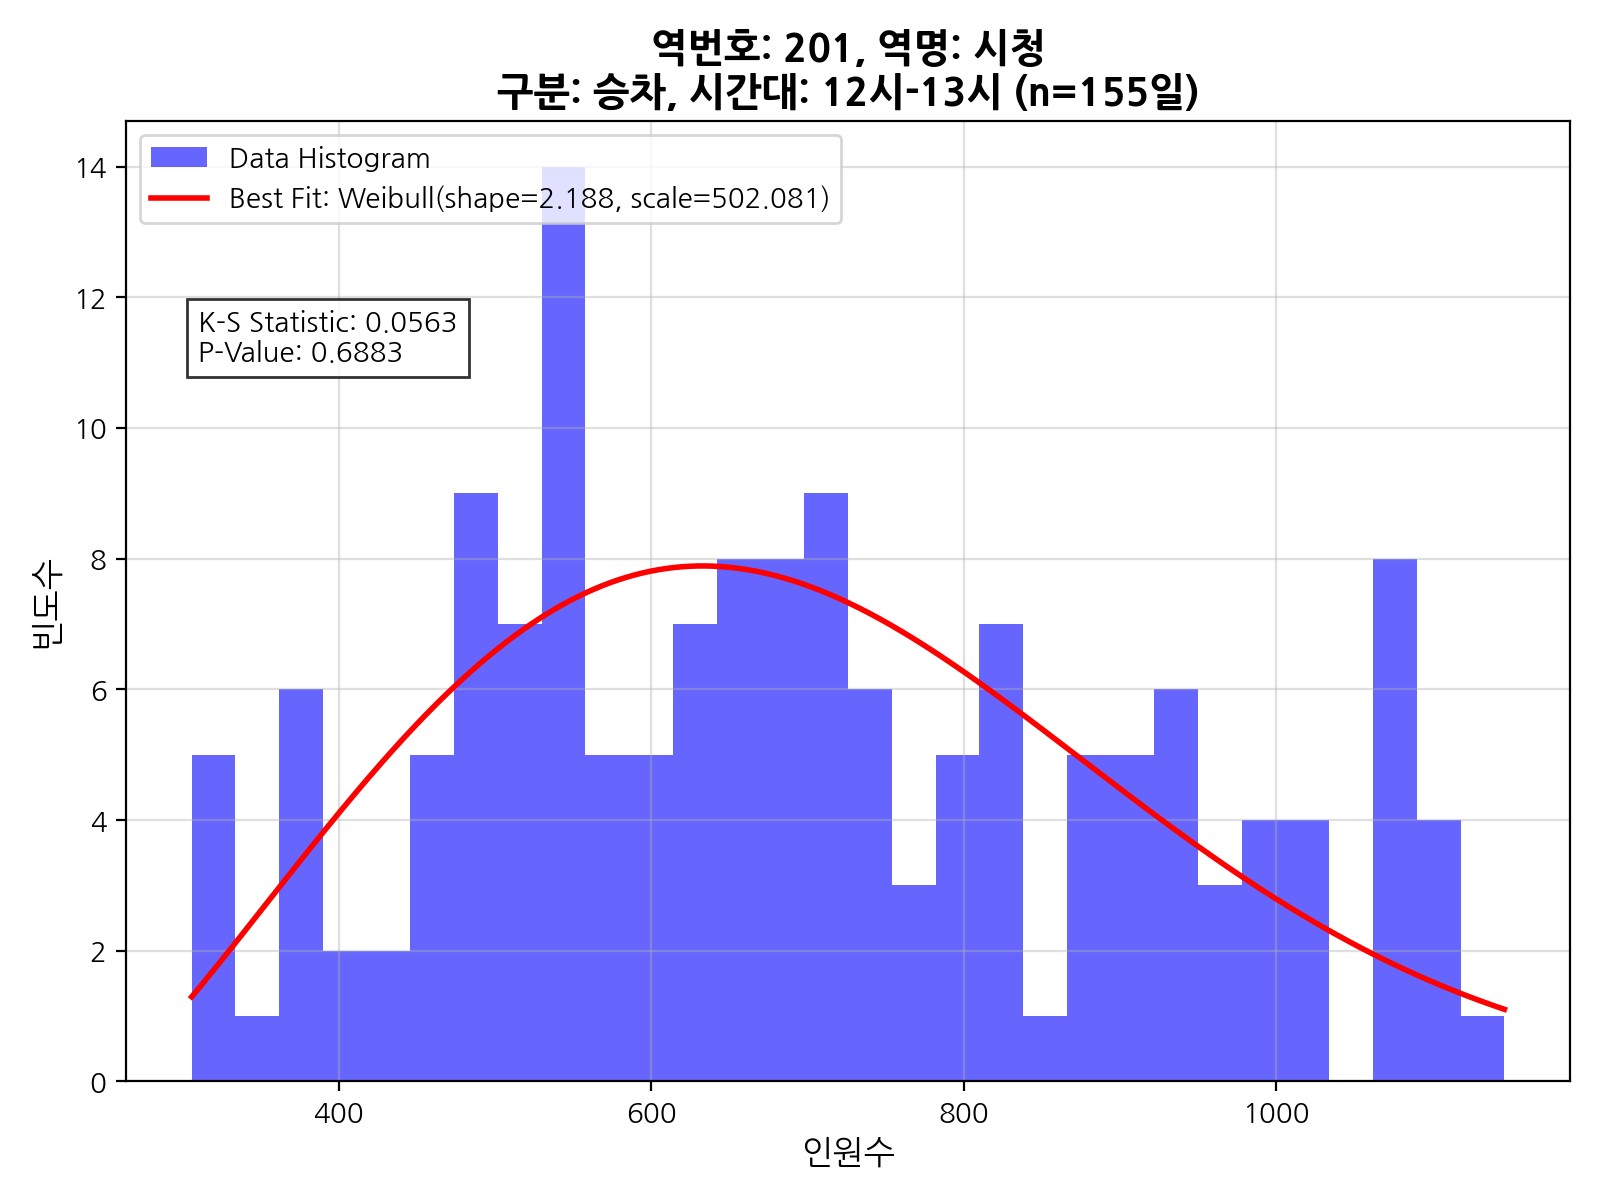 역번호: 201, 역명: 시청
구분: 승차, 시간대: 12시-13시 (n=155일)
Data Histogram
Best Fit: Weibull(shape=2.188, scale=502.081)
K-S Statistic: 0.0563
P-Value: 0.6883
14
12
10
8
6
4
2
0
빈도수
400 600 800 1000
인원수